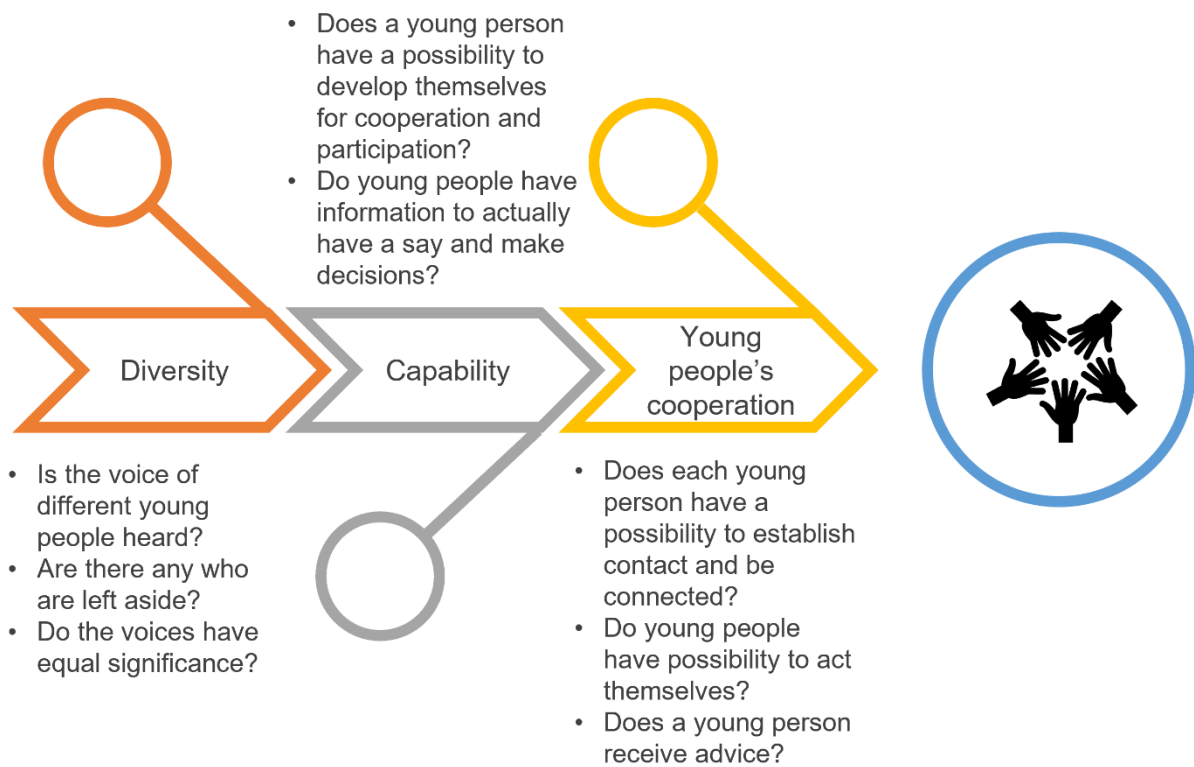 • Does a young person
have a possibility to
develop themselves
for cooperation and
participation?
• Do young people have
information to actually
have a say and make
decisions?
Diversity
Capability
Young
people's
cooperation
• Is the voice of
different young
people heard?
• Are there any who
are left aside?
• Do the voices have
equal significance?
• Does each young
person have a
possibility to establish
contact and be
connected?
• Do young people
have possibility to act
themselves?
• Does a young person
receive advice?